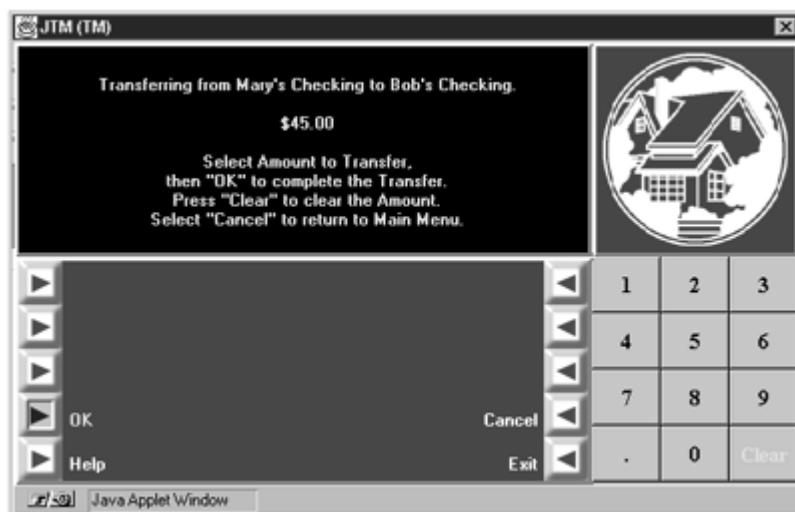 JTM (TM)
Transferring from Mary's Checking to Bob's Checking.
$45.00
Select Amount to Transfer,
then "OK" to complete the Transfer.
Press "Clear" to clear the Amount.
Select "Cancel" to return to Main Menu.
1 2 3
4 5 6
7 8 9
. 0 Clear
OK Cancel
Help Exit
Java Applet Window